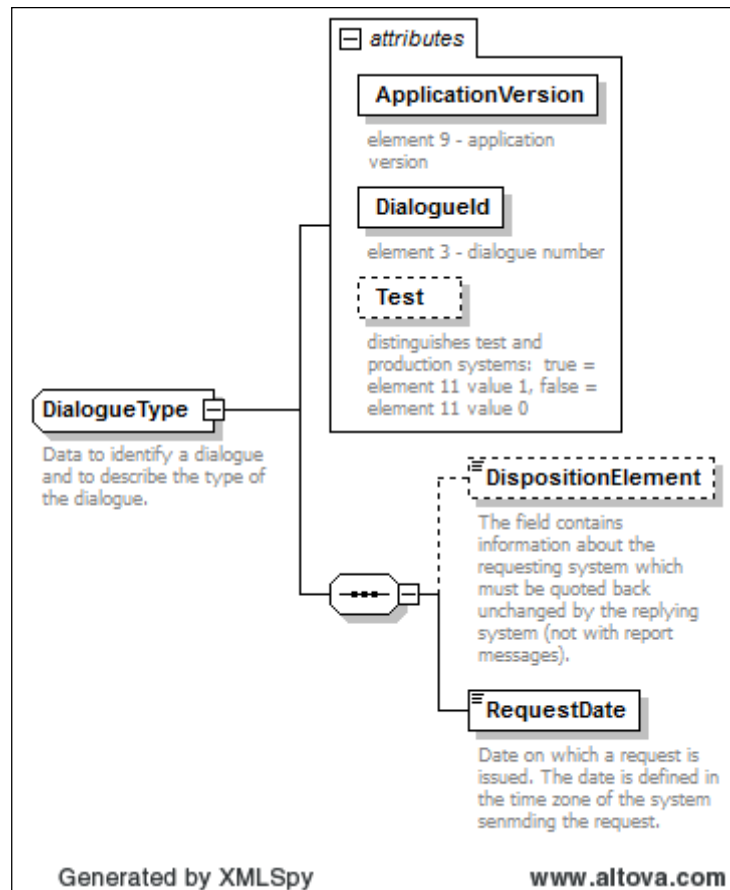 attributes
ApplicationVersion
element 9 - application
version
DialogueId
element 3 - dialogue number
Test
distinguishes test and
production systems: true =
element 11 value 1, false =
element 11 value 0
DialogueType
Data to identify a dialogue
and to describe the type of
the dialogue.
DispositionElement
The field contains
information about the
requesting system which
must be quoted back
unchanged by the replying
system (not with report
messages).
RequestDate
Date on which a request is
issued. The date is defined in
the time zone of the system
senmding the request.
Generated by XMLSpy
www.altova.com